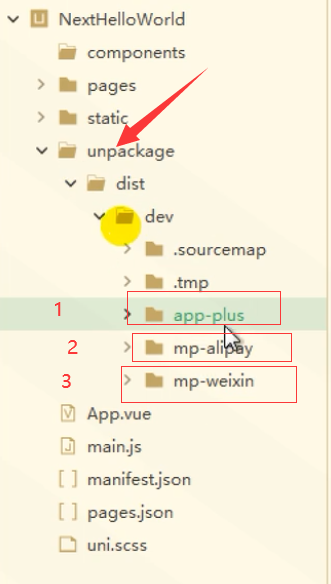 NextHelloWorld
components
pages
static
unpackage
dist
dev
.sourcemap
.tmp
1 app-plus
2 mp-alipay
3 mp-weixin
App.vue
main.js
manifest.json
pages.json
uni.scss